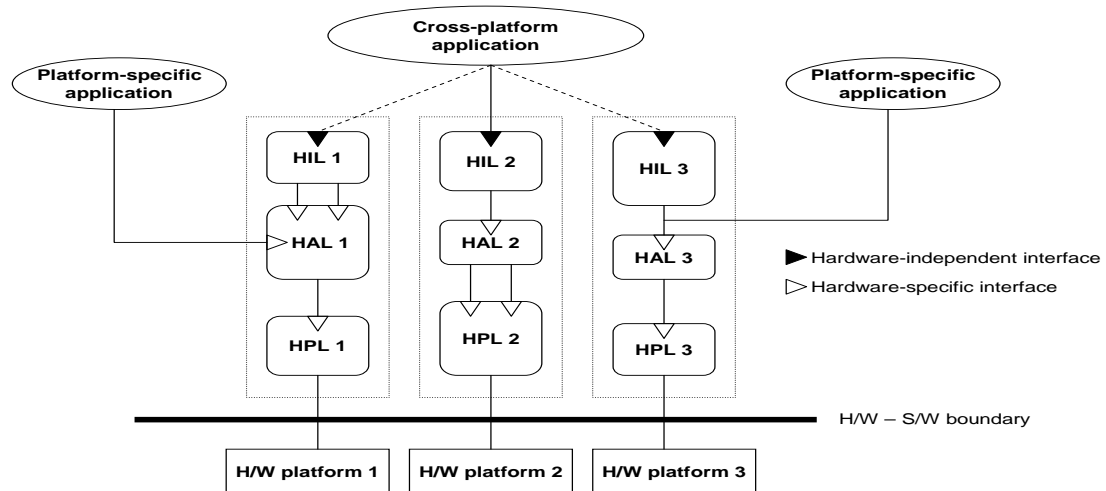 Cross-platform
application
Platform-specific
application
Platform-specific
application
HIL 1
HIL 2
HIL 3
HAL 1
HAL 2
HAL 3
Hardware-independent interface
Hardware-specific interface
HPL 1
HPL 2
HPL 3
H/W – S/W boundary
H/W platform 1
H/W platform 2
H/W platform 3